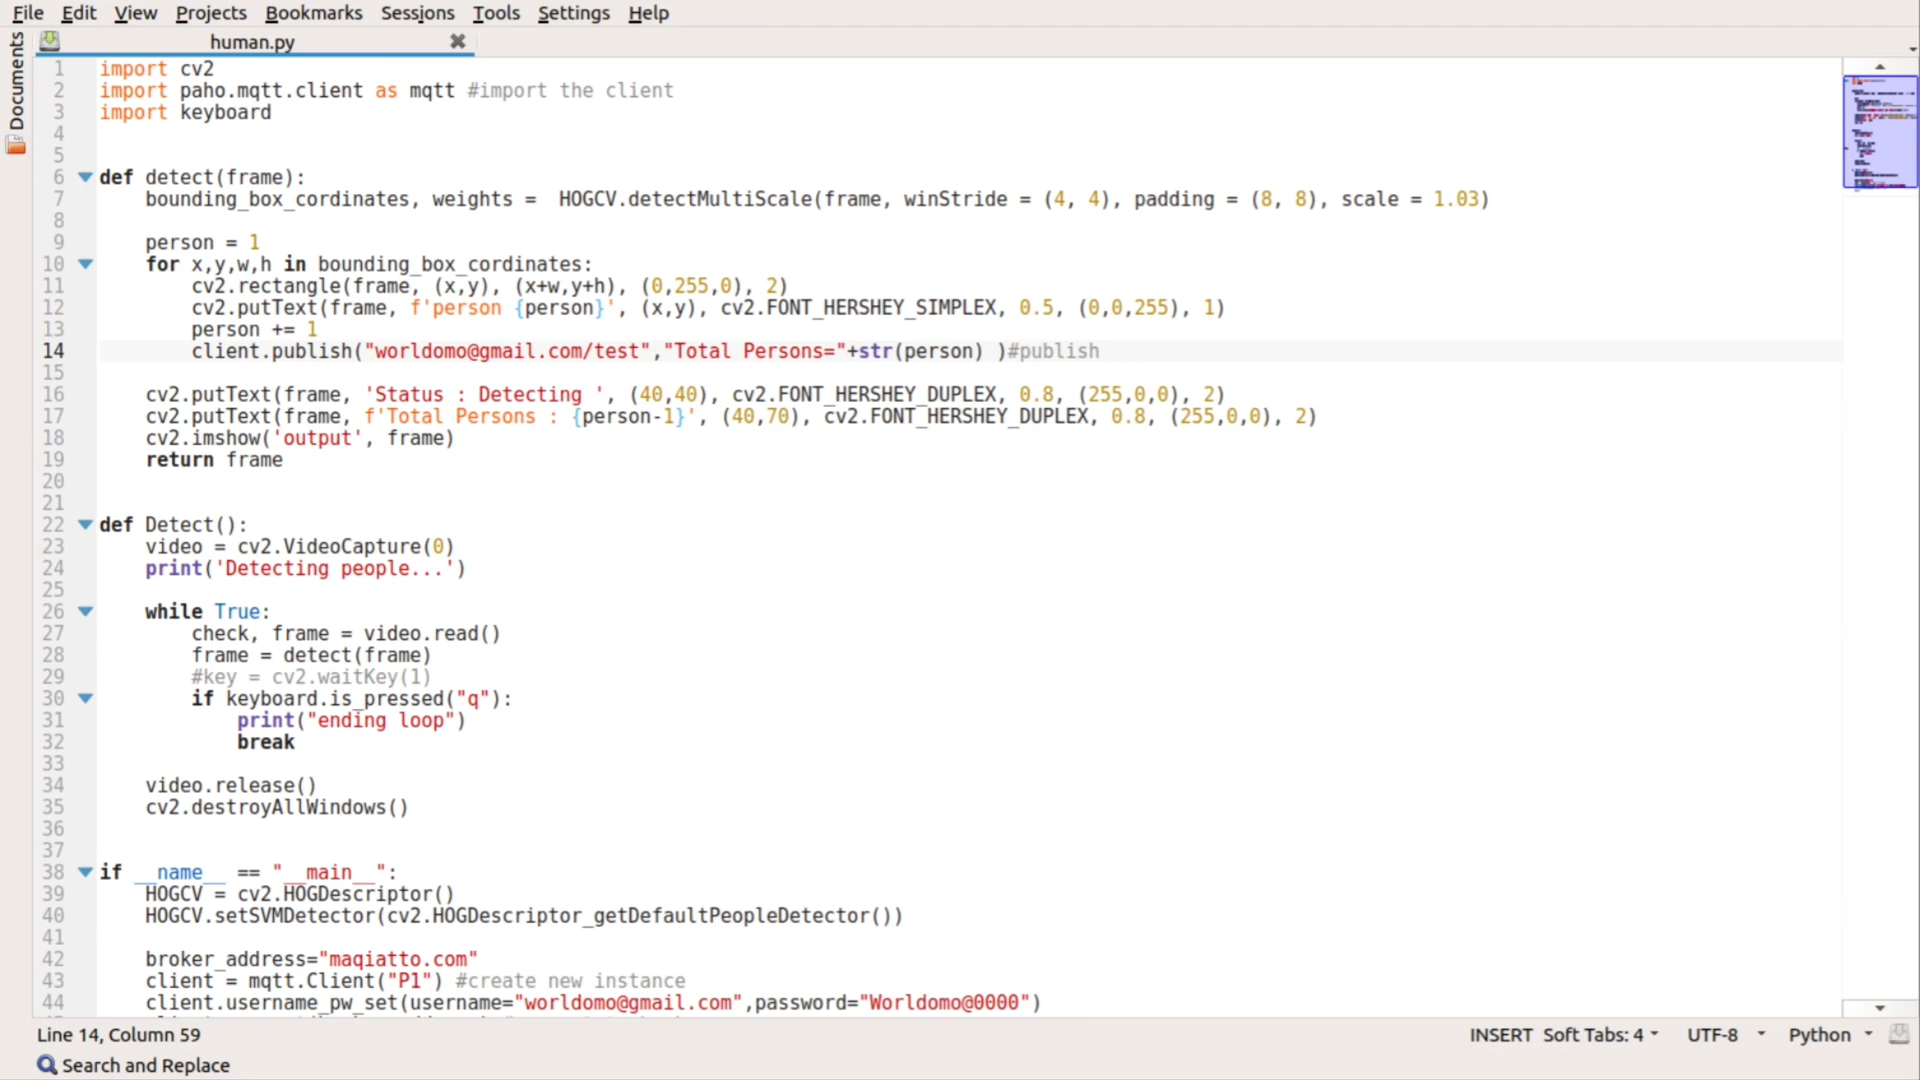 File Edit View Projects Bookmarks Sessions Tools Settings Help
Documents
human.py
1 import cv2
2 import paho.mqtt.client as mqtt #import the client
3 import keyboard
4
5
6 def detect(frame):
7     bounding_box_cordinates, weights =  HOGCV.detectMultiScale(frame, winStride = (4, 4), padding = (8, 8), scale = 1.03)
8
9     person = 1
10     for x,y,w,h in bounding_box_cordinates:
11         cv2.rectangle(frame, (x,y), (x+w,y+h), (0,255,0), 2)
12         cv2.putText(frame, f'person {person}', (x,y), cv2.FONT_HERSHEY_SIMPLEX, 0.5, (0,0,255), 1)
13         person += 1
14         client.publish("worldomo@gmail.com/test","Total Persons="+str(person) )#publish
15
16     cv2.putText(frame, 'Status : Detecting ', (40,40), cv2.FONT_HERSHEY_DUPLEX, 0.8, (255,0,0), 2)
17     cv2.putText(frame, f'Total Persons : {person-1}', (40,70), cv2.FONT_HERSHEY_DUPLEX, 0.8, (255,0,0), 2)
18     cv2.imshow('output', frame)
19     return frame
20
21
22 def Detect():
23     video = cv2.VideoCapture(0)
24     print('Detecting people...')
25
26     while True:
27         check, frame = video.read()
28         frame = detect(frame)
29         #key = cv2.waitKey(1)
30         if keyboard.is_pressed("q"):
31             print("ending loop")
32             break
33
34     video.release()
35     cv2.destroyAllWindows()
36
37
38 if __name__ == "__main__":
39     HOGCV = cv2.HOGDescriptor()
40     HOGCV.setSVMDetector(cv2.HOGDescriptor_getDefaultPeopleDetector())
41
42     broker_address="maqiatto.com"
43     client = mqtt.Client("P1") #create new instance
44     client.username_pw_set(username="worldomo@gmail.com",password="Worldomo@0000")
Line 14, Column 59 INSERT Soft Tabs: 4 UTF-8 Python
Search and Replace